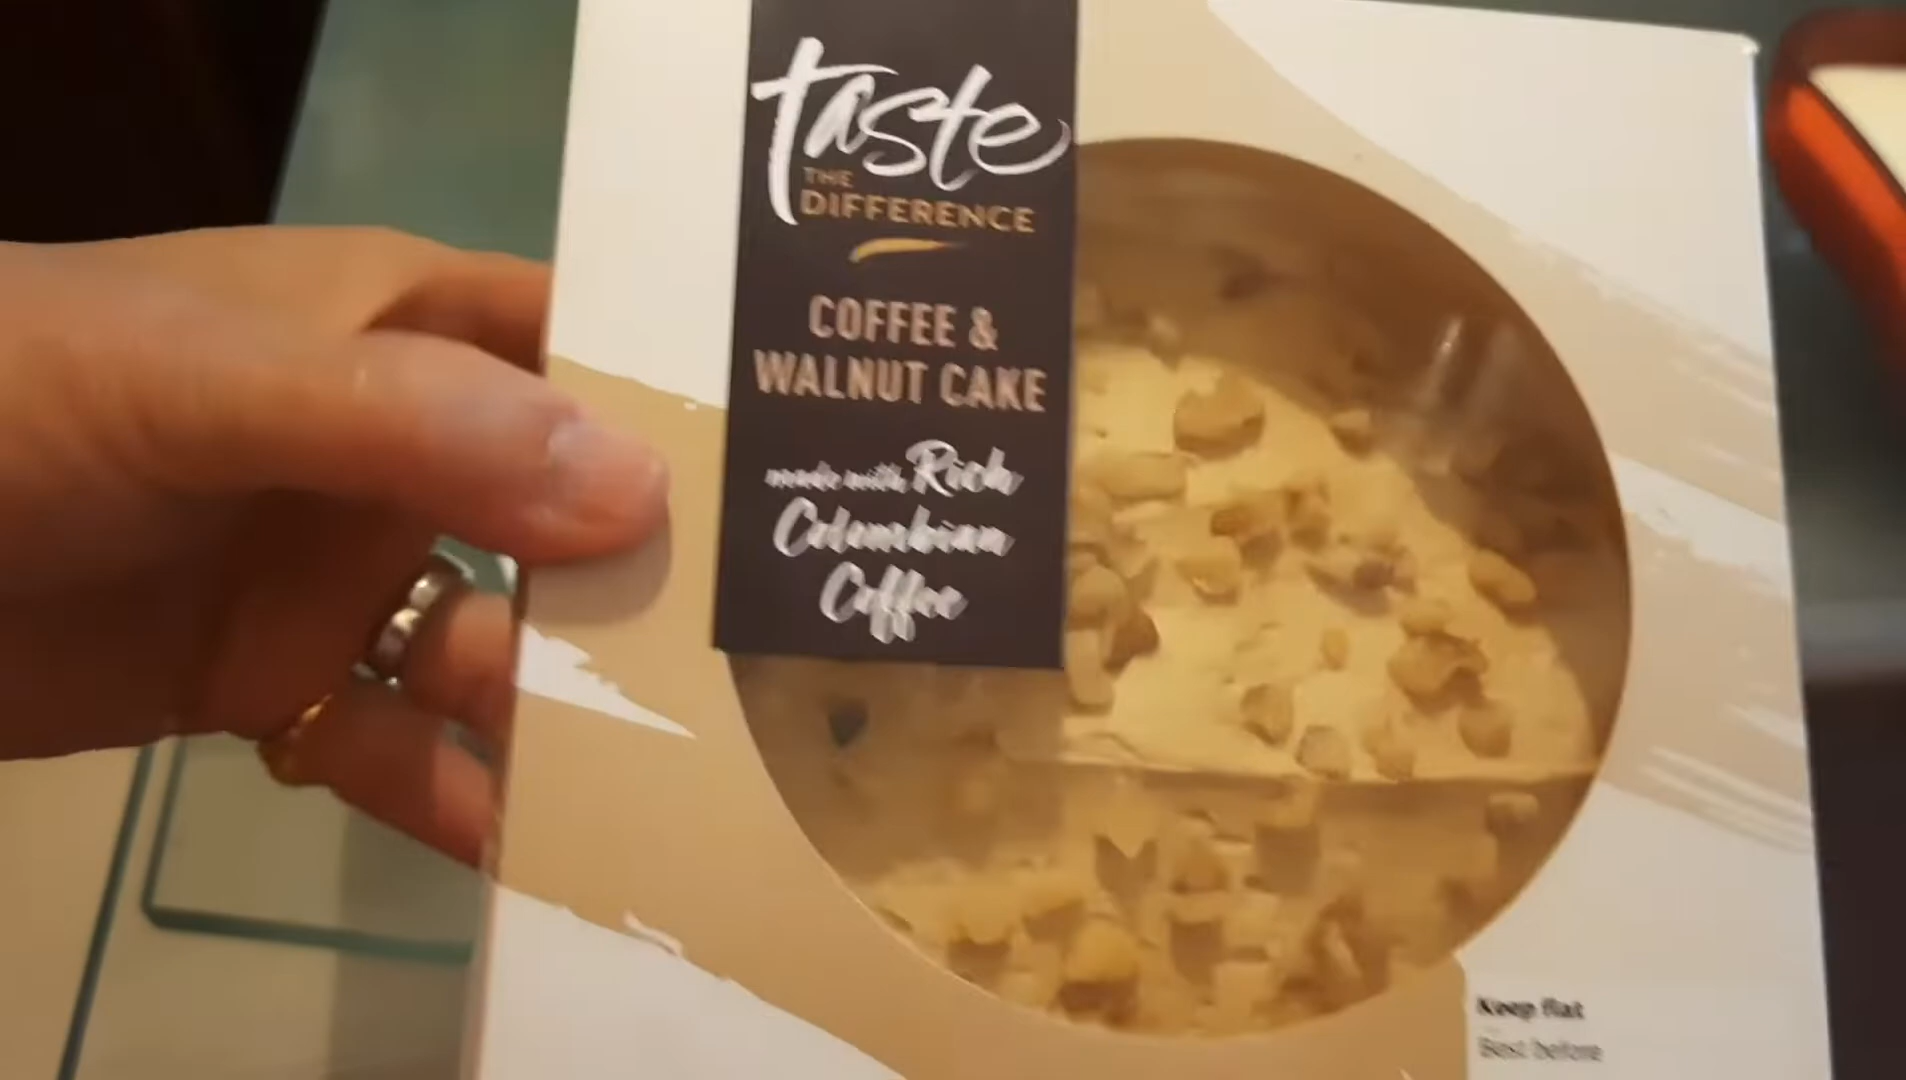 taste
THE
DIFFERENCE
COFFEE &
WALNUT CAKE
made with Rich
Colombian
Coffee
Keep flat
Best before